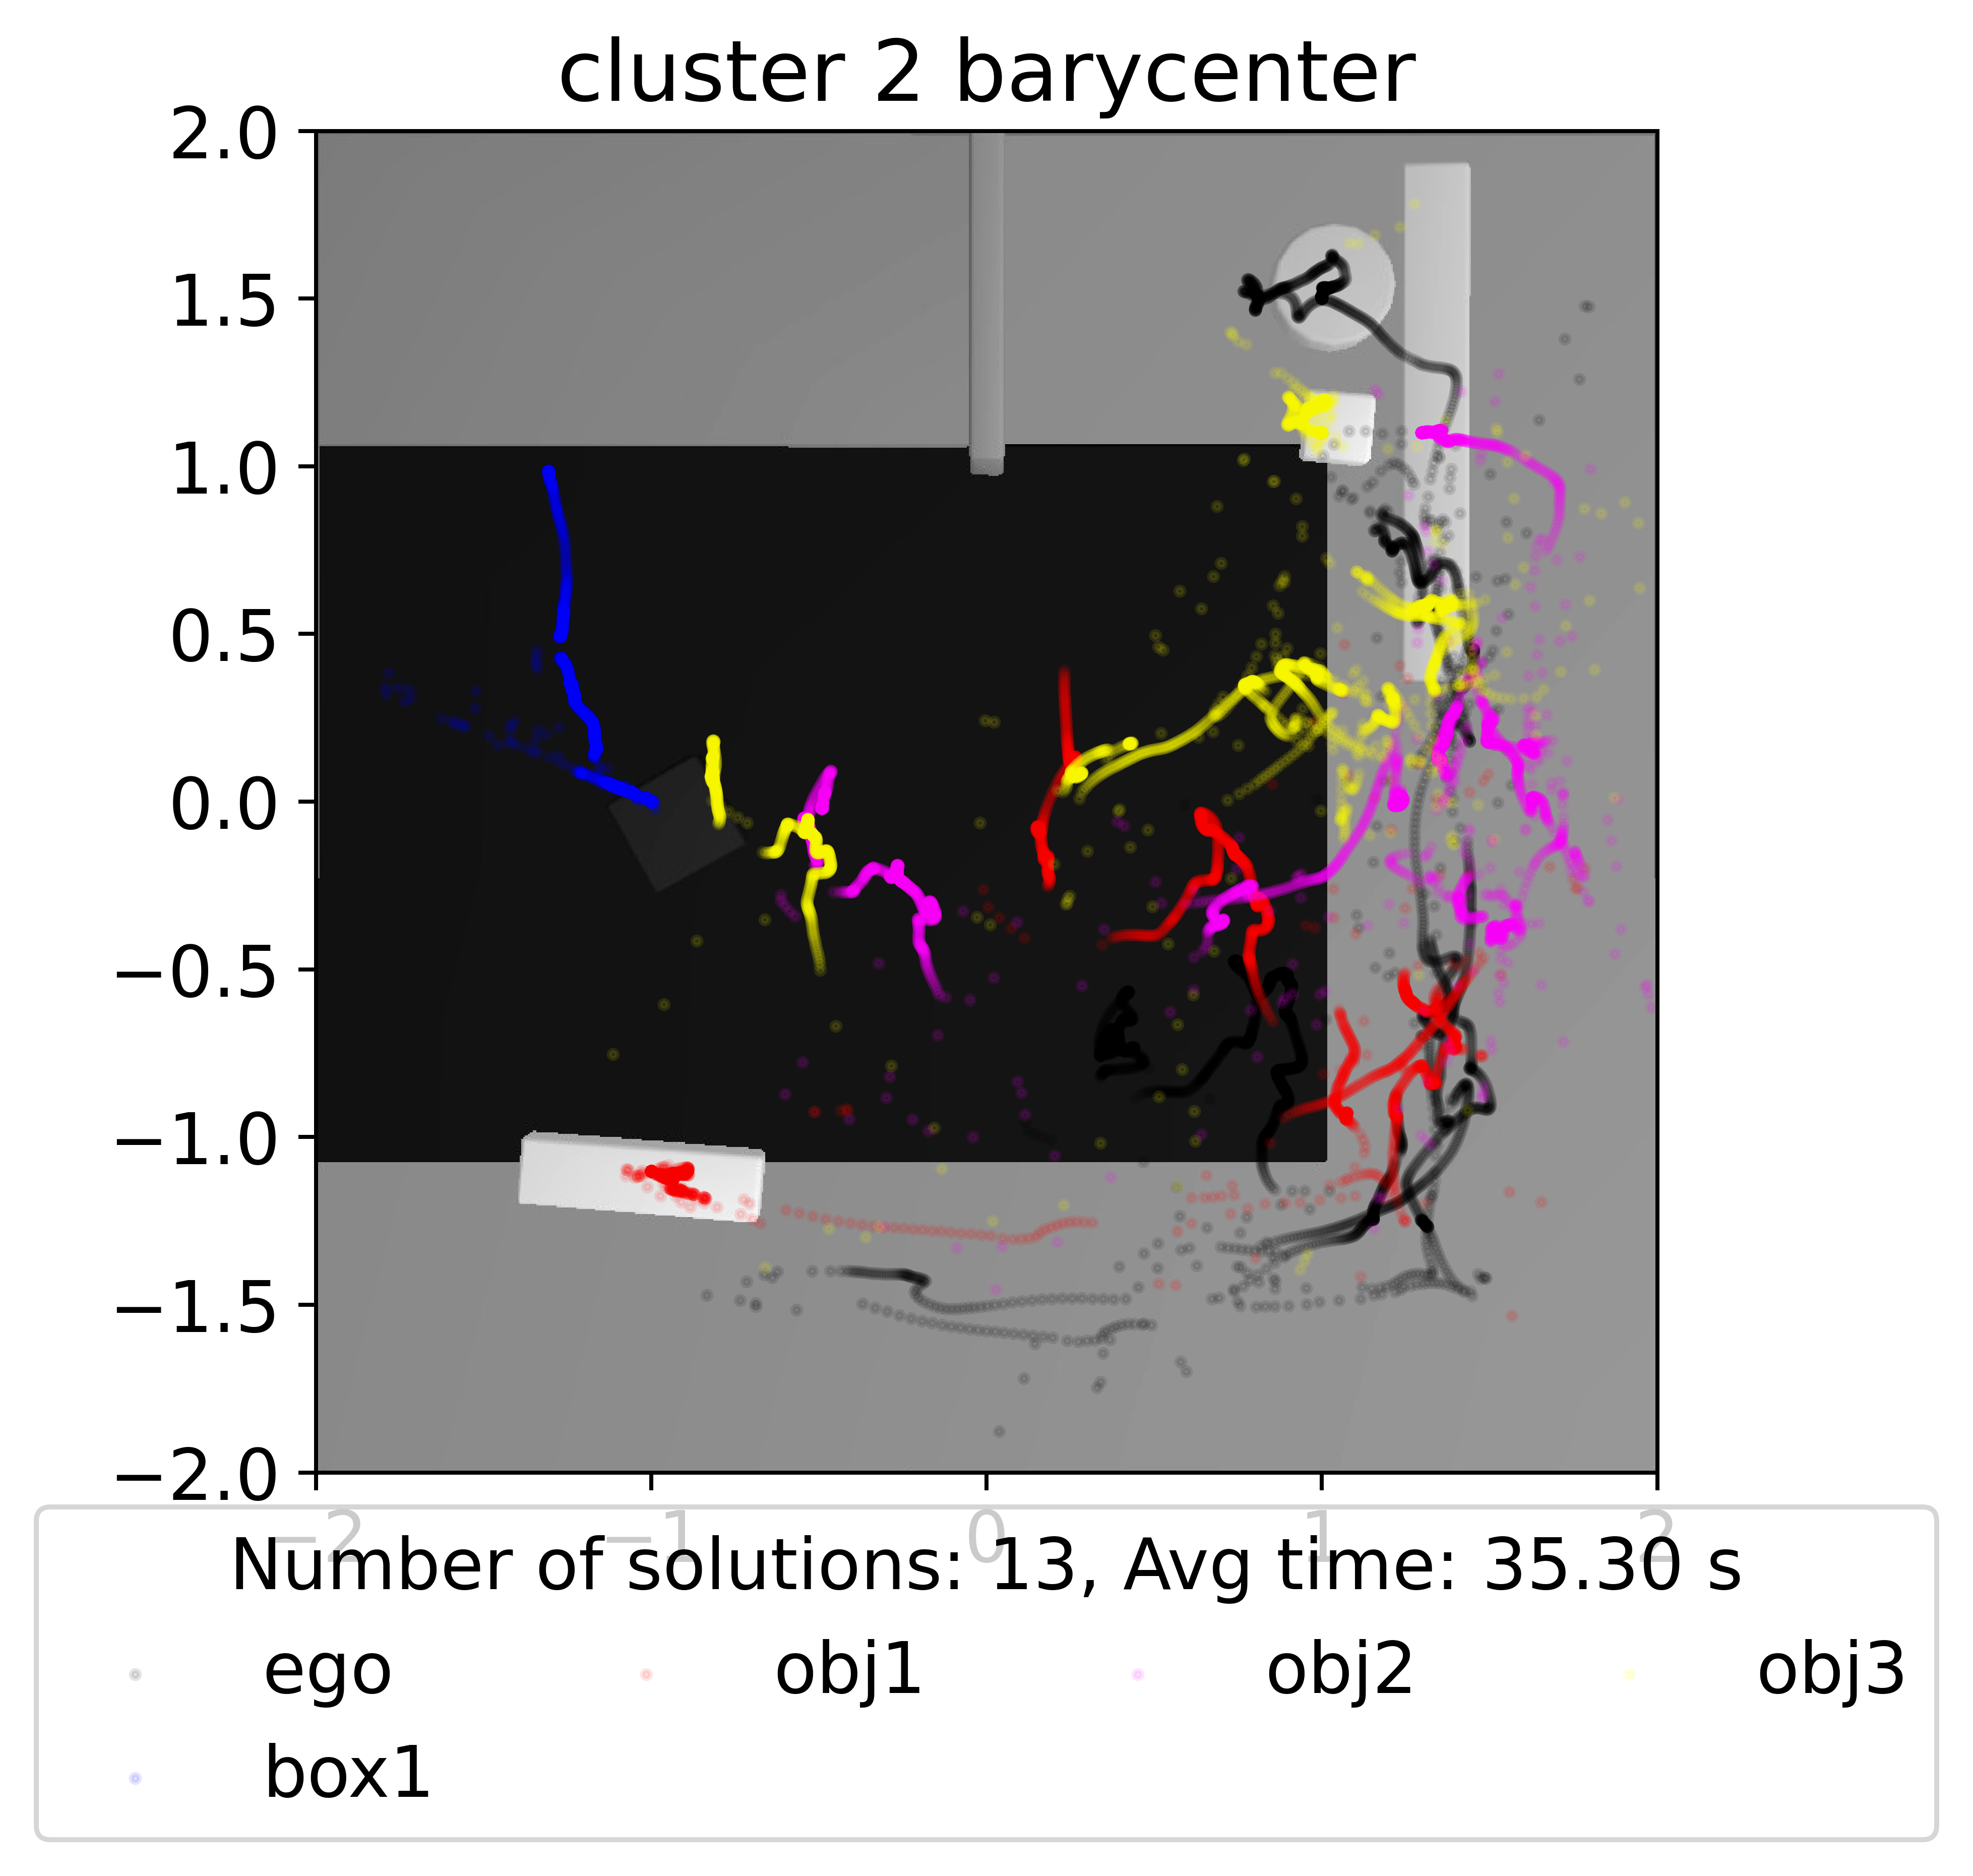 cluster 2 barycenter
2.0
1.5
1.0
0.5
0.0
−0.5
−1.0
−1.5
−2.0
−2 −1 0 1 2
Number of solutions: 13, Avg time: 35.30 s
ego obj1 obj2 obj3
box1